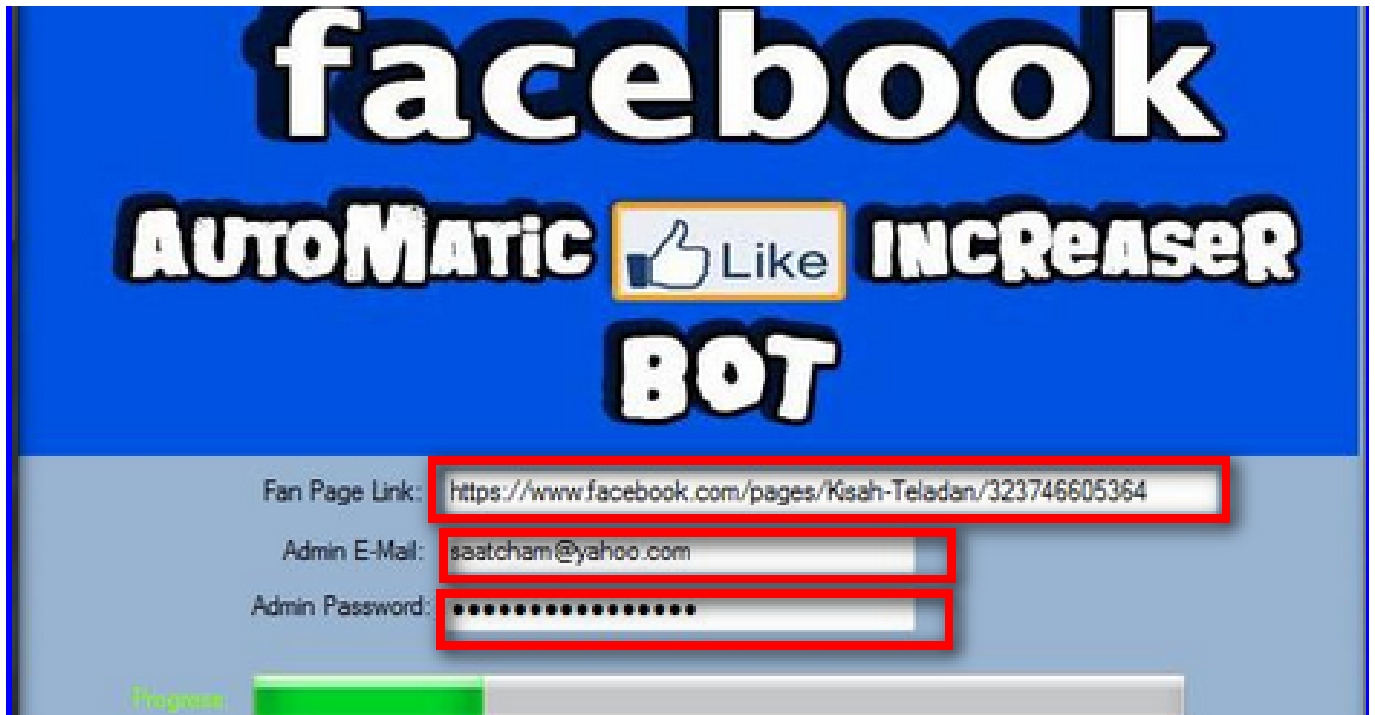 facebook
AUTOMATiC Like INCReASeR
BOT
Fan Page Link: https://www.facebook.com/pages/Kisah-Teladan/323746605364
Admin E-Mail: saatcham@yahoo.com
Admin Password: ••••••••••••••••
Progress: